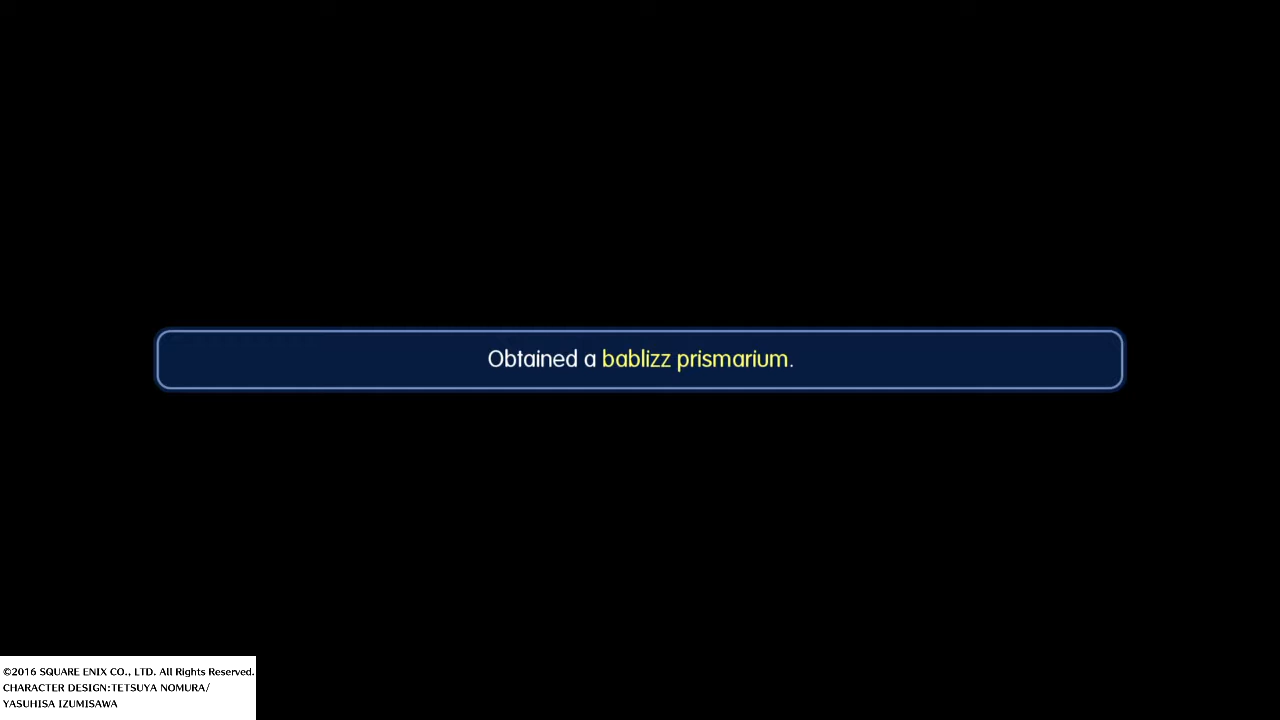 Obtained a bablizz prismarium.
©2016 SQUARE ENIX CO., LTD. All Rights Reserved.
CHARACTER DESIGN:TETSUYA NOMURA/
YASUHISA IZUMISAWA